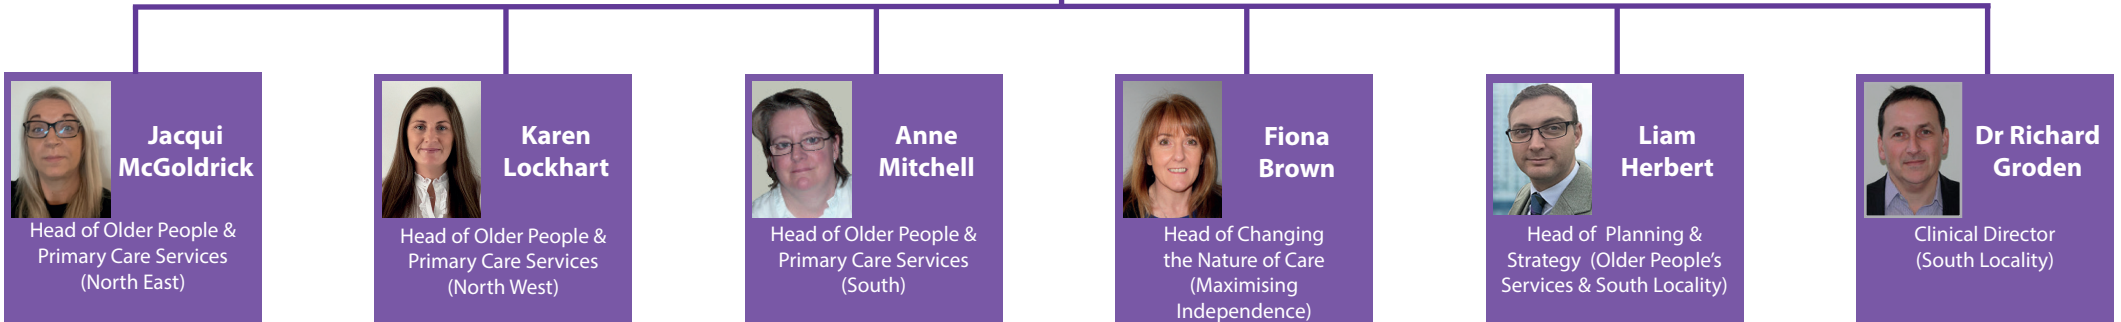 Jacqui
McGoldrick
Head of Older People &
Primary Care Services
(North East)
Karen
Lockhart
Head of Older People &
Primary Care Services
(North West)
Anne
Mitchell
Head of Older People &
Primary Care Services
(South)
Fiona
Brown
Head of Changing
the Nature of Care
(Maximising
Independence)
Liam
Herbert
Head of Planning &
Strategy (Older People’s
Services & South Locality)
Dr Richard
Groden
Clinical Director
(South Locality)